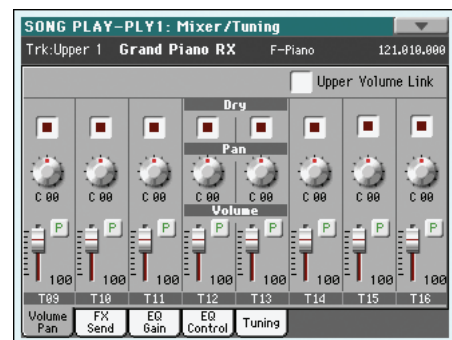 SONG PLAY-PLY1: Mixer/Tuning
Trk:Upper 1 Grand Piano RX F-Piano 121.010.000
Upper Volume Link
Dry
Pan
C 00 C 00 C 00 C 00 C 00 C 00 C 00 C 00
Volume
P P P P P P P P
100 100 100 100 100 100 100 100
T09 T10 T11 T12 T13 T14 T15 T16
Volume Pan FX Send EQ Gain EQ Control Tuning